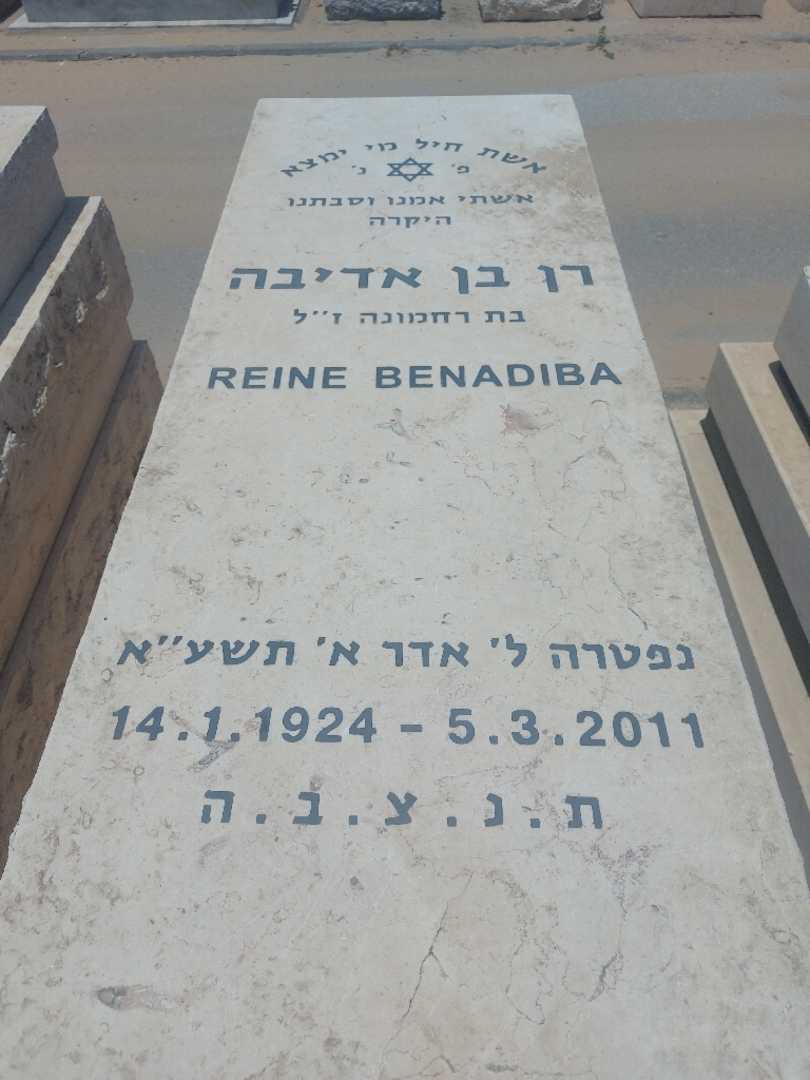 אשת חיל מי ימצא
פ' נ'
אשתי אמנו וסבתנו
היקרה
רן בן אדיבה
בת רחמונה ז"ל
REINE BENADIBA
נפטרה ל' אדר א' תשע"א
14.1.1924 - 5.3.2011
ת.נ.צ.ב.ה